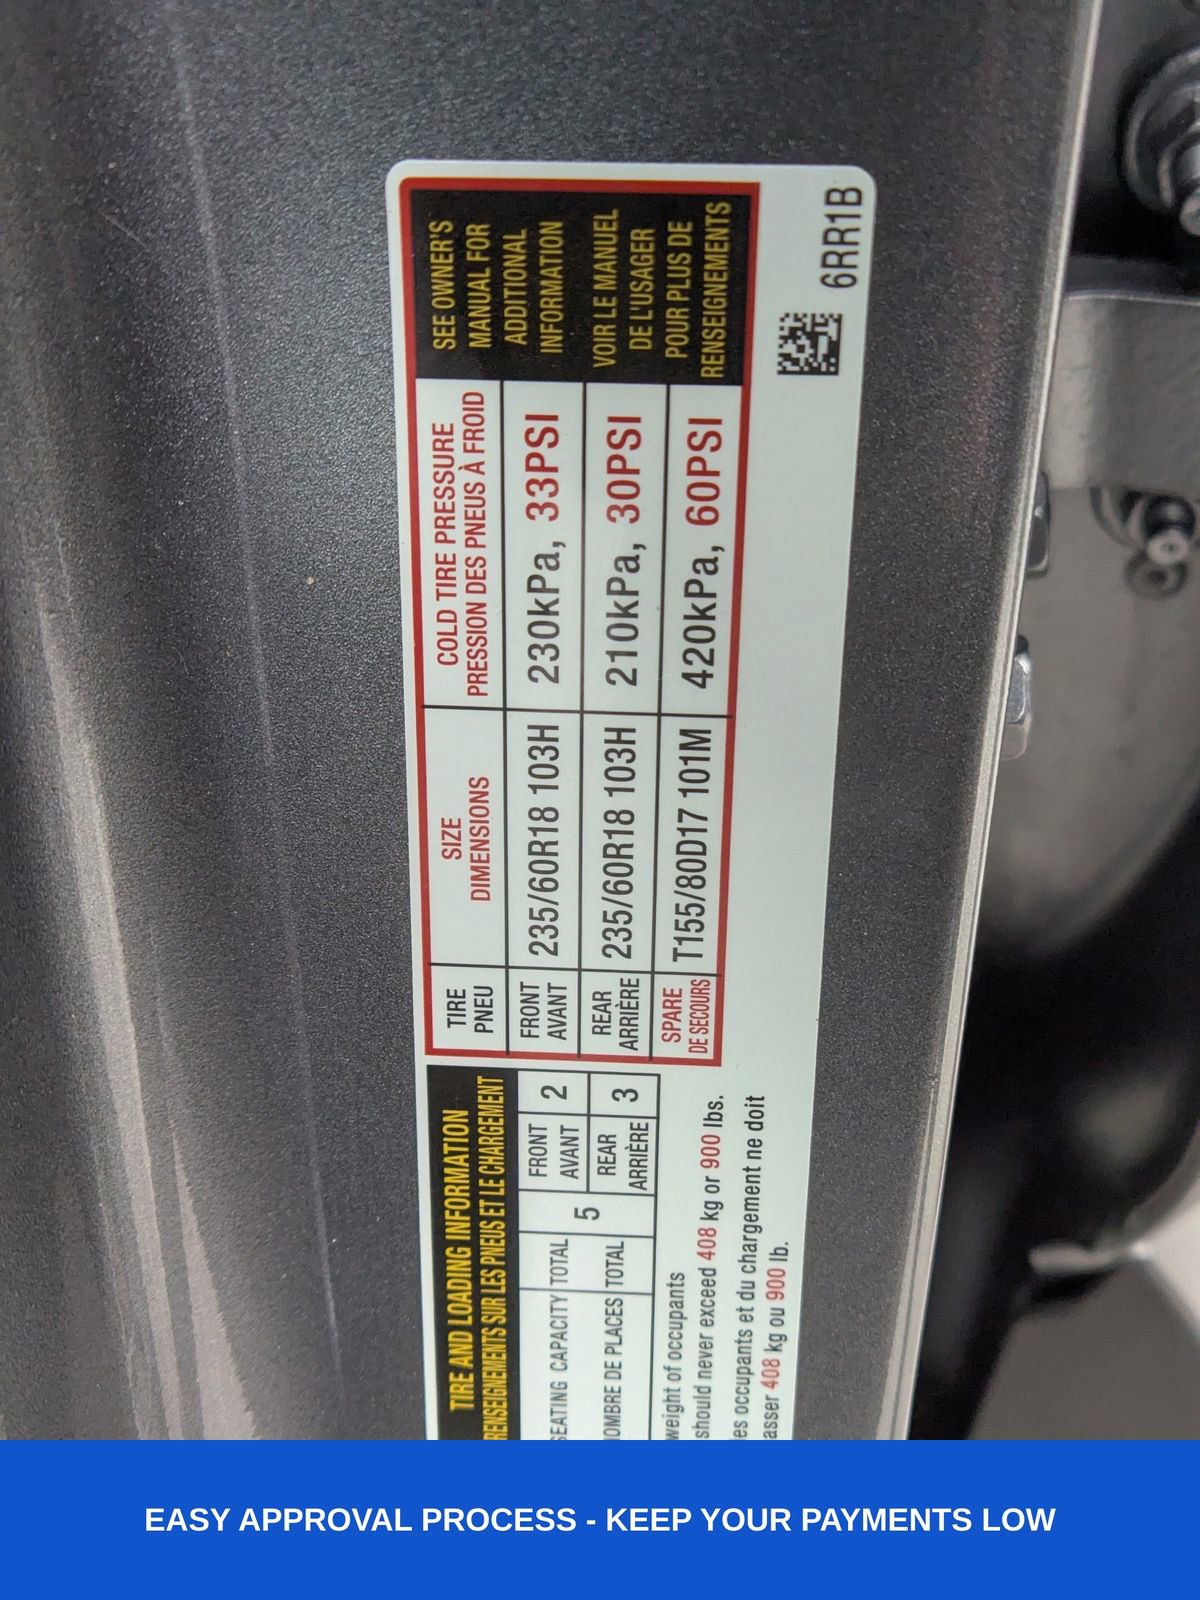 TIRE AND LOADING INFORMATION
RENSEIGNEMENTS SUR LES PNEUS ET LE CHARGEMENT
SEATING CAPACITY TOTAL 5 FRONT AVANT 2
NOMBRE DE PLACES TOTAL REAR ARRIÈRE 3
weight of occupants
should never exceed 408 kg or 900 lbs.
des occupants et du chargement ne doit
408 kg ou 900 lb.
TIRE
PNEU
SIZE
DIMENSIONS
COLD TIRE PRESSURE
PRESSION DES PNEUS À FROID
FRONT
AVANT
235/60R18 103H
230kPa, 33PSI
REAR
ARRIÈRE
235/60R18 103H
210kPa, 30PSI
SPARE
DE SECOURS
T155/80D17 101M
420kPa, 60PSI
SEE OWNER'S
MANUAL FOR
ADDITIONAL
INFORMATION
VOIR LE MANUEL
DE L'USAGER
POUR PLUS DE
RENSEIGNEMENTS
6RR1B
EASY APPROVAL PROCESS - KEEP YOUR PAYMENTS LOW